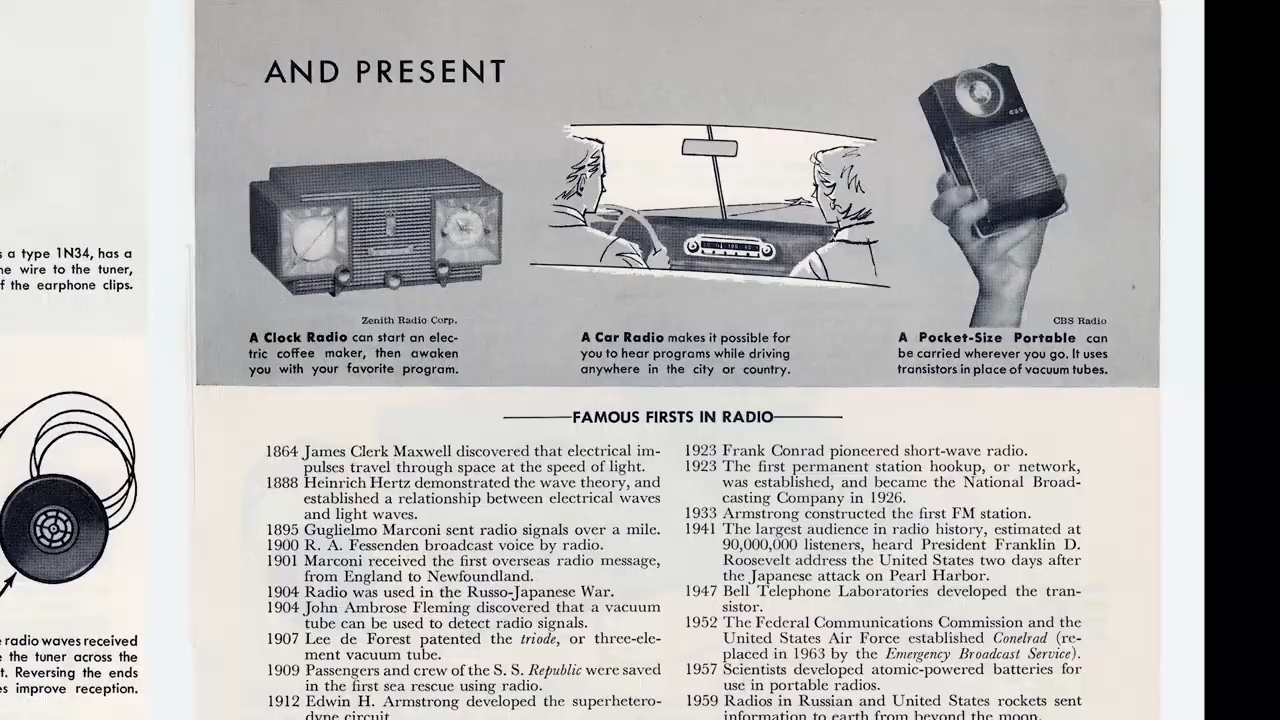 s a type 1N34, has a
ne wire to the tuner,
f the earphone clips.
e radio waves received
e the tuner across the
t. Reversing the ends
es improve reception.
AND PRESENT
CBS
Zenith Radio Corp.
A Clock Radio can start an elec-
tric coffee maker, then awaken
you with your favorite program.
A Car Radio makes it possible for
you to hear programs while driving
anywhere in the city or country.
CBS Radio
A Pocket-Size Portable can
be carried wherever you go. It uses
transistors in place of vacuum tubes.
FAMOUS FIRSTS IN RADIO
1864 James Clerk Maxwell discovered that electrical im-
pulses travel through space at the speed of light.
1888 Heinrich Hertz demonstrated the wave theory, and
established a relationship between electrical waves
and light waves.
1895 Guglielmo Marconi sent radio signals over a mile.
1900 R. A. Fessenden broadcast voice by radio.
1901 Marconi received the first overseas radio message,
from England to Newfoundland.
1904 Radio was used in the Russo-Japanese War.
1904 John Ambrose Fleming discovered that a vacuum
tube can be used to detect radio signals.
1907 Lee de Forest patented the triode, or three-ele-
ment vacuum tube.
1909 Passengers and crew of the S. S. Republic were saved
in the first sea rescue using radio.
1912 Edwin H. Armstrong developed the superhetero-
dyne circuit.
1923 Frank Conrad pioneered short-wave radio.
1923 The first permanent station hookup, or network,
was established, and became the National Broad-
casting Company in 1926.
1933 Armstrong constructed the first FM station.
1941 The largest audience in radio history, estimated at
90,000,000 listeners, heard President Franklin D.
Roosevelt address the United States two days after
the Japanese attack on Pearl Harbor.
1947 Bell Telephone Laboratories developed the tran-
sistor.
1952 The Federal Communications Commission and the
United States Air Force established Conelrad (re-
placed in 1963 by the Emergency Broadcast Service).
1957 Scientists developed atomic-powered batteries for
use in portable radios.
1959 Radios in Russian and United States rockets sent
information to earth from beyond the moon.